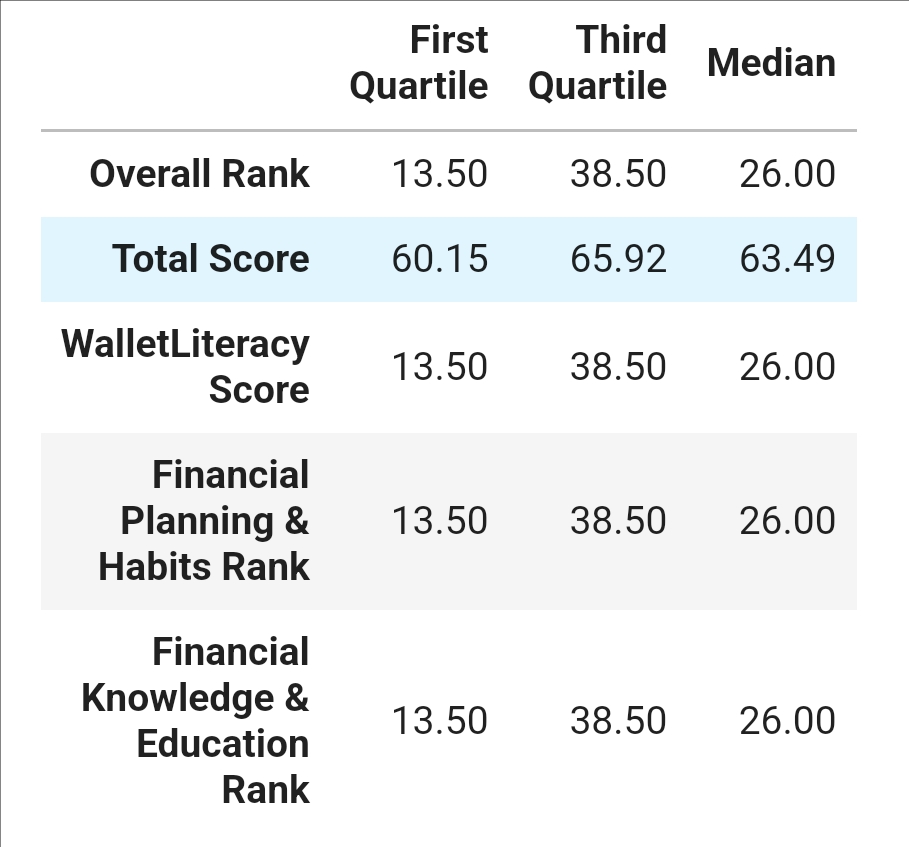 First Quartile Third Quartile Median
Overall Rank 13.50 38.50 26.00
Total Score 60.15 65.92 63.49
WalletLiteracy Score 13.50 38.50 26.00
Financial Planning & Habits Rank 13.50 38.50 26.00
Financial Knowledge & Education Rank 13.50 38.50 26.00